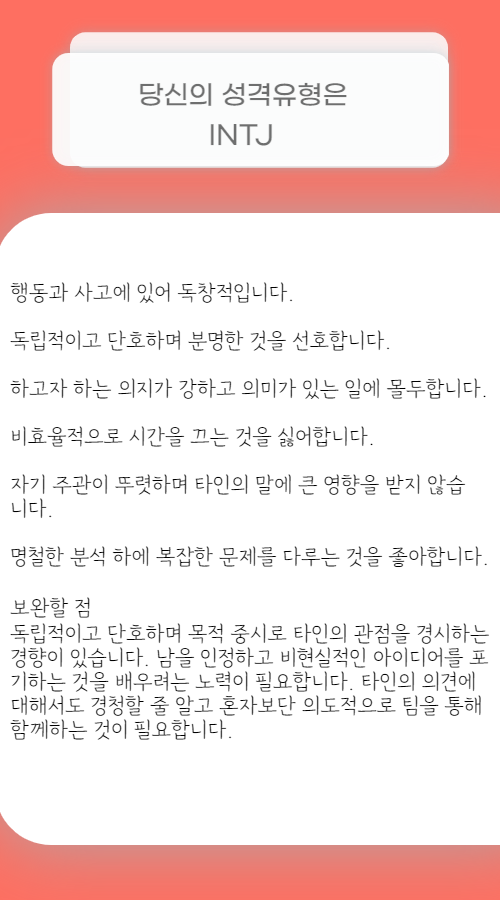 당신의 성격유형은
INTJ
행동과 사고에 있어 독창적입니다.
독립적이고 단호하며 분명한 것을 선호합니다.
하고자 하는 의지가 강하고 의미가 있는 일에 몰두합니다.
비효율적으로 시간을 끄는 것을 싫어합니다.
자기 주관이 뚜렷하며 타인의 말에 큰 영향을 받지 않습
니다.
명철한 분석 하에 복잡한 문제를 다루는 것을 좋아합니다.
보완할 점
독립적이고 단호하며 목적 중시로 타인의 관점을 경시하는
경향이 있습니다. 남을 인정하고 비현실적인 아이디어를 포
기하는 것을 배우려는 노력이 필요합니다. 타인의 의견에
대해서도 경청할 줄 알고 혼자보단 의도적으로 팀을 통해
함께하는 것이 필요합니다.